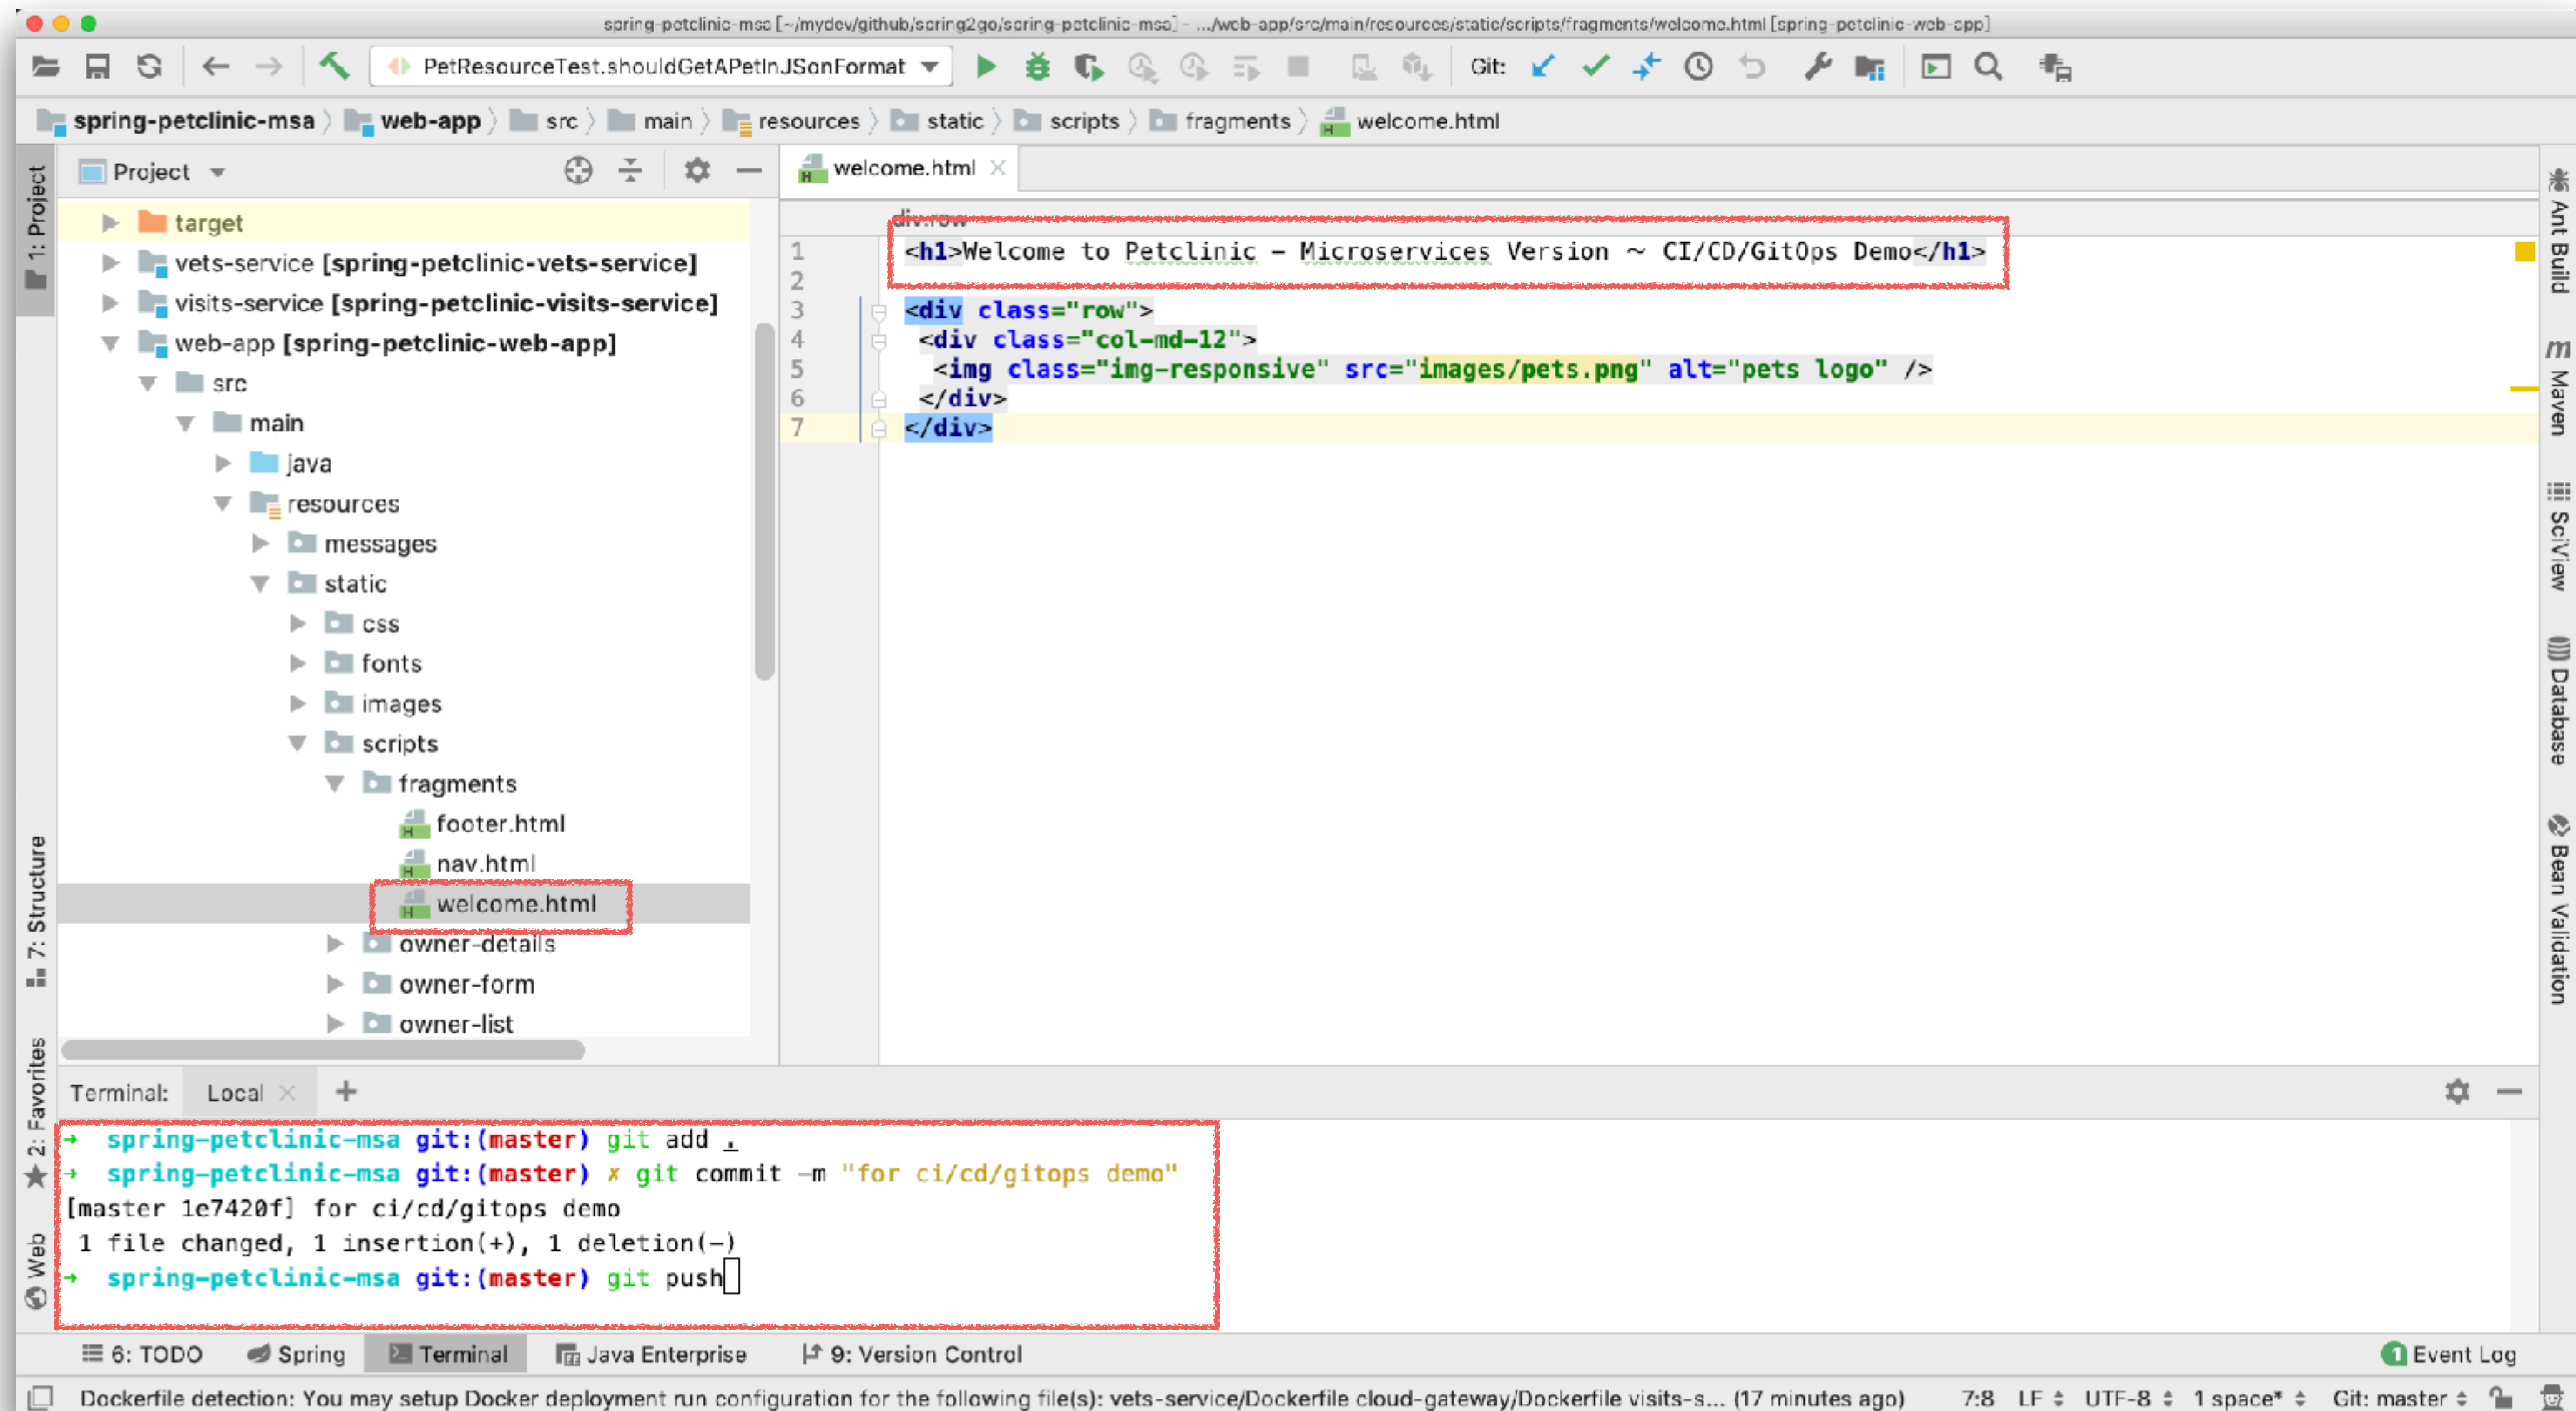 spring-petclinic-msa [~/mydev/github/spring2go/spring-petclinic-msa] - .../web-app/src/main/resources/static/scripts/fragments/welcome.html [spring-petclinic-web-app]
PetResourceTest.shouldGetAPetInJSonFormat
Git:
spring-petclinic-msa web-app src main resources static scripts fragments welcome.html
1: Project
Project
target
vets-service [spring-petclinic-vets-service]
visits-service [spring-petclinic-visits-service]
web-app [spring-petclinic-web-app]
src
main
java
resources
messages
static
css
fonts
images
scripts
fragments
footer.html
nav.html
welcome.html
owner-details
owner-form
owner-list
7: Structure
2: Favorites
Web
welcome.html
div.row
1 <h1>Welcome to Petclinic – Microservices Version ~ CI/CD/GitOps Demo</h1>
2
3 <div class="row">
4 <div class="col-md-12">
5 <img class="img-responsive" src="images/pets.png" alt="pets logo" />
6 </div>
7 </div>
Ant Build
Maven
SciView
Database
Bean Validation
Terminal: Local
→ spring-petclinic-msa git:(master) git add .
→ spring-petclinic-msa git:(master) ✗ git commit -m "for ci/cd/gitops demo"
[master 1e7420f] for ci/cd/gitops demo
1 file changed, 1 insertion(+), 1 deletion(-)
→ spring-petclinic-msa git:(master) git push
6: TODO Spring Terminal Java Enterprise 9: Version Control 1 Event Log
Dockerfile detection: You may setup Docker deployment run configuration for the following file(s): vets-service/Dockerfile cloud-gateway/Dockerfile visits-s... (17 minutes ago) 7:8 LF UTF-8 1 space* Git: master